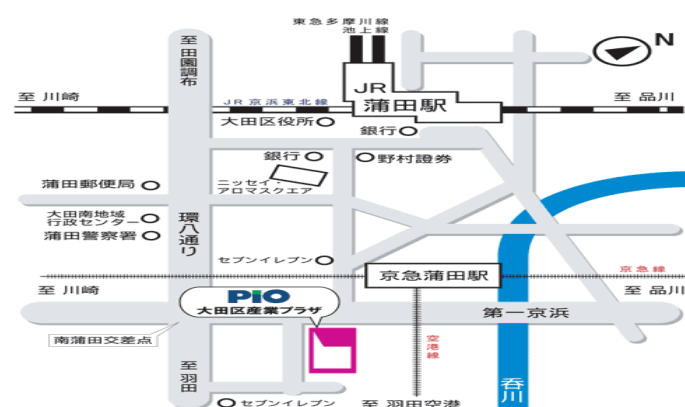 東急多摩川線
池上線
N
至 田園調布
JR
蒲田駅
至 川崎
JR京浜東北線
至 品川
大田区役所
銀行
銀行
野村證券
蒲田郵便局
ニッセイ・
アロマスクエア
大田南地域
行政センター
蒲田警察署
環八通り
セブンイレブン
京急蒲田駅
京急線
至 川崎
至 品川
PiO
大田区産業プラザ
第一京浜
南蒲田交差点
空港線
至 羽田
呑川
セブンイレブン
至 羽田空港